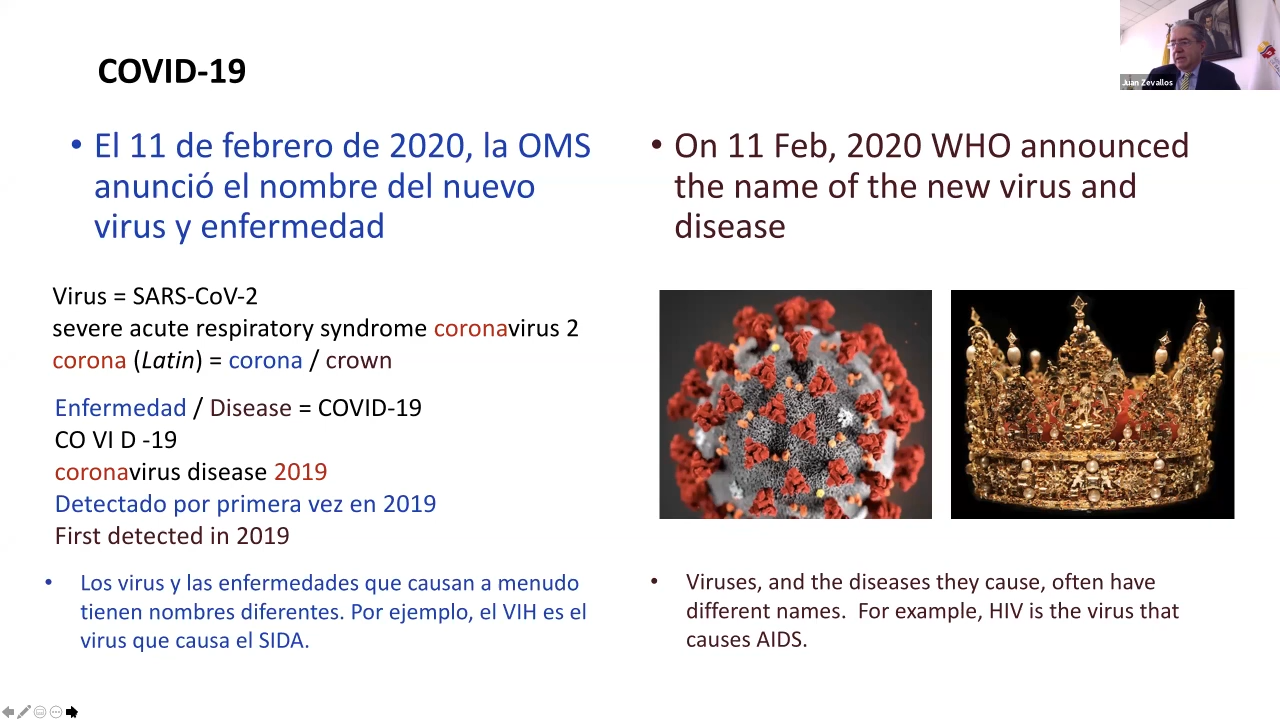 COVID-19
Juan Zevallos
• El 11 de febrero de 2020, la OMS
anunció el nombre del nuevo
virus y enfermedad
• On 11 Feb, 2020 WHO announced
the name of the new virus and
disease
Virus = SARS-CoV-2
severe acute respiratory syndrome coronavirus 2
corona (Latin) = corona / crown
Enfermedad / Disease = COVID-19
CO VI D -19
coronavirus disease 2019
Detectado por primera vez en 2019
First detected in 2019
• Los virus y las enfermedades que causan a menudo
tienen nombres diferentes. Por ejemplo, el VIH es el
virus que causa el SIDA.
• Viruses, and the diseases they cause, often have
different names.  For example, HIV is the virus that
causes AIDS.